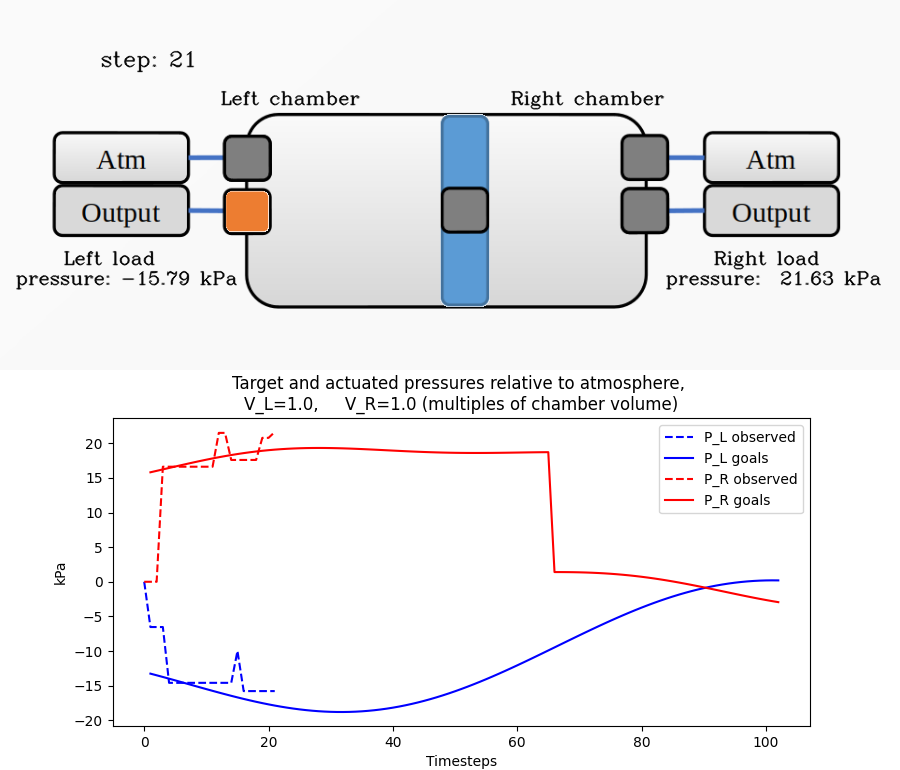 step: 21
Left chamber
Right chamber
Atm
Atm
Output
Output
Left load
pressure: −15.79 kPa
Right load
pressure: 21.63 kPa
Target and actuated pressures relative to atmosphere,
V_L=1.0, V_R=1.0 (multiples of chamber volume)
P_L observed
P_L goals
P_R observed
P_R goals
20
15
10
5
0
−5
−10
−15
−20
kPa
0 20 40 60 80 100
Timesteps